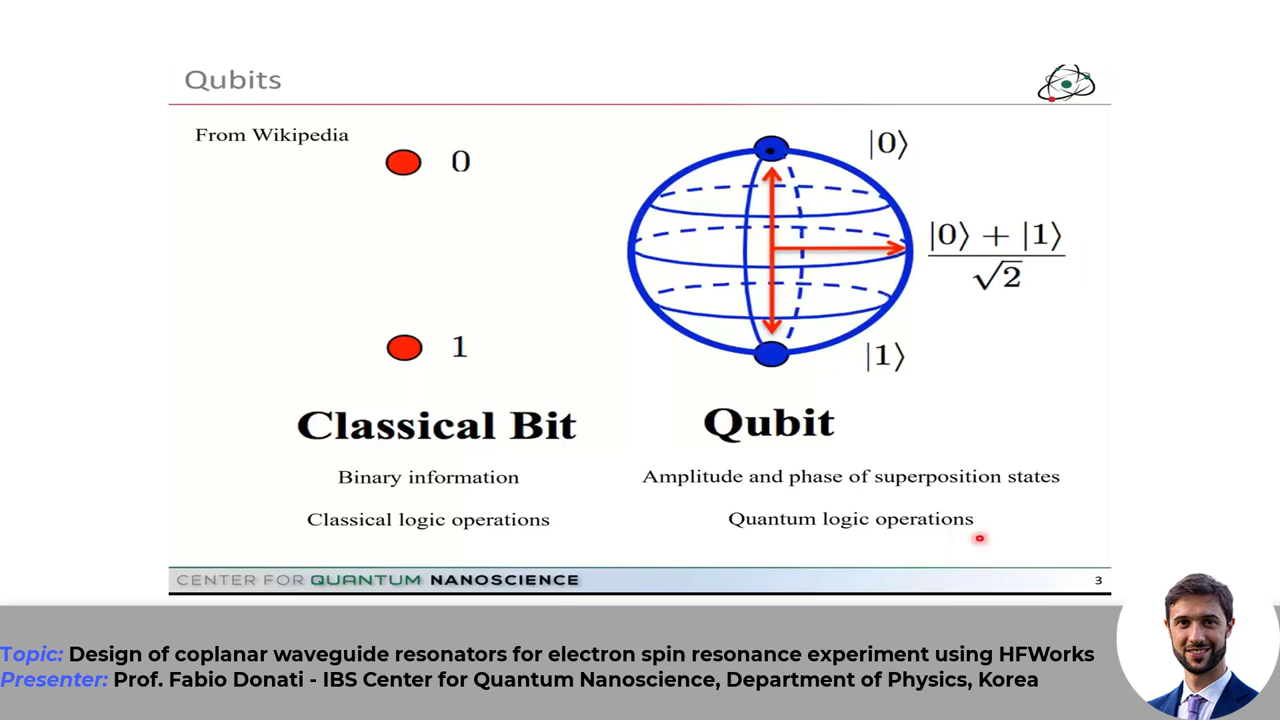 Qubits
From Wikipedia
0
1
|0⟩
|0⟩ + |1⟩
√2
|1⟩
Classical Bit
Qubit
Binary information
Amplitude and phase of superposition states
Classical logic operations
Quantum logic operations
CENTER FOR QUANTUM NANOSCIENCE
3
Topic: Design of coplanar waveguide resonators for electron spin resonance experiment using HFWorks
Presenter: Prof. Fabio Donati - IBS Center for Quantum Nanoscience, Department of Physics, Korea